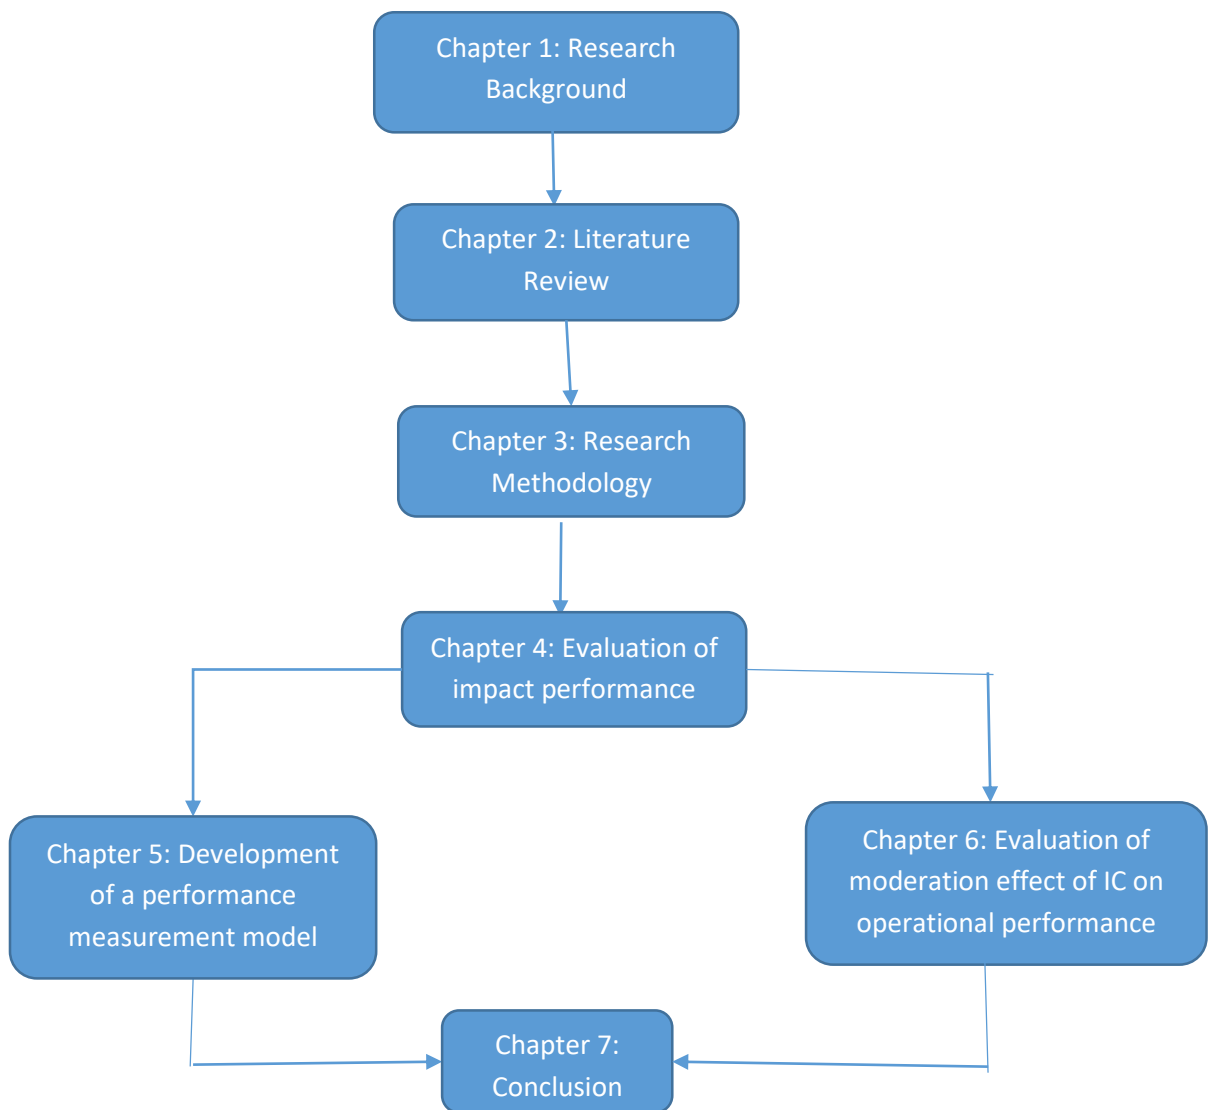 Chapter 1: Research
Background
Chapter 2: Literature
Review
Chapter 3: Research
Methodology
Chapter 4: Evaluation of
impact performance
Chapter 5: Development
of a performance
measurement model
Chapter 6: Evaluation of
moderation effect of IC on
operational performance
Chapter 7:
Conclusion